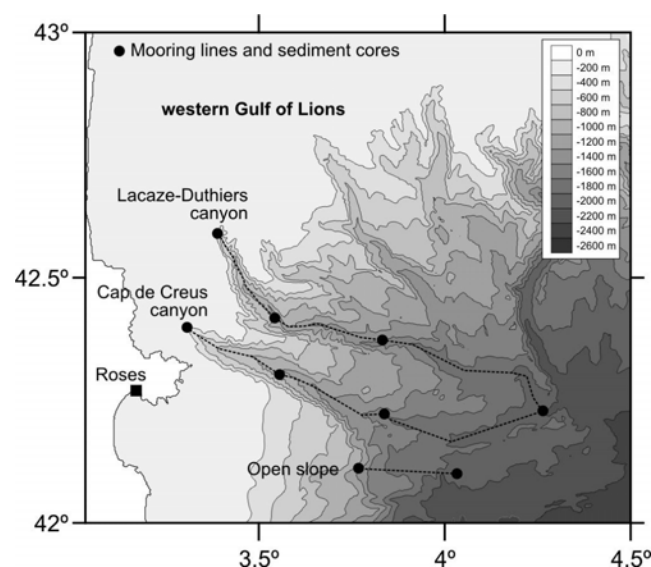 43º
Mooring lines and sediment cores
western Gulf of Lions
0 m
-200 m
-400 m
-600 m
-800 m
-1000 m
-1200 m
-1400 m
-1600 m
-1800 m
-2000 m
-2200 m
-2400 m
-2600 m
Lacaze-Duthiers
canyon
42.5º
Cap de Creus
canyon
Roses
Open slope
42º
3.5º
4º
4.5º